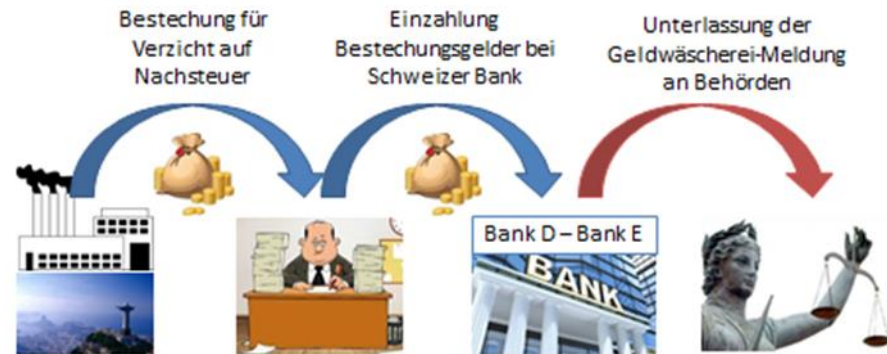 Bestechung für
Verzicht auf
Nachsteuer
Einzahlung
Bestechungsgelder bei
Schweizer Bank
Unterlassung der
Geldwäscherei-Meldung
an Behörden
Bank D – Bank E
BANK